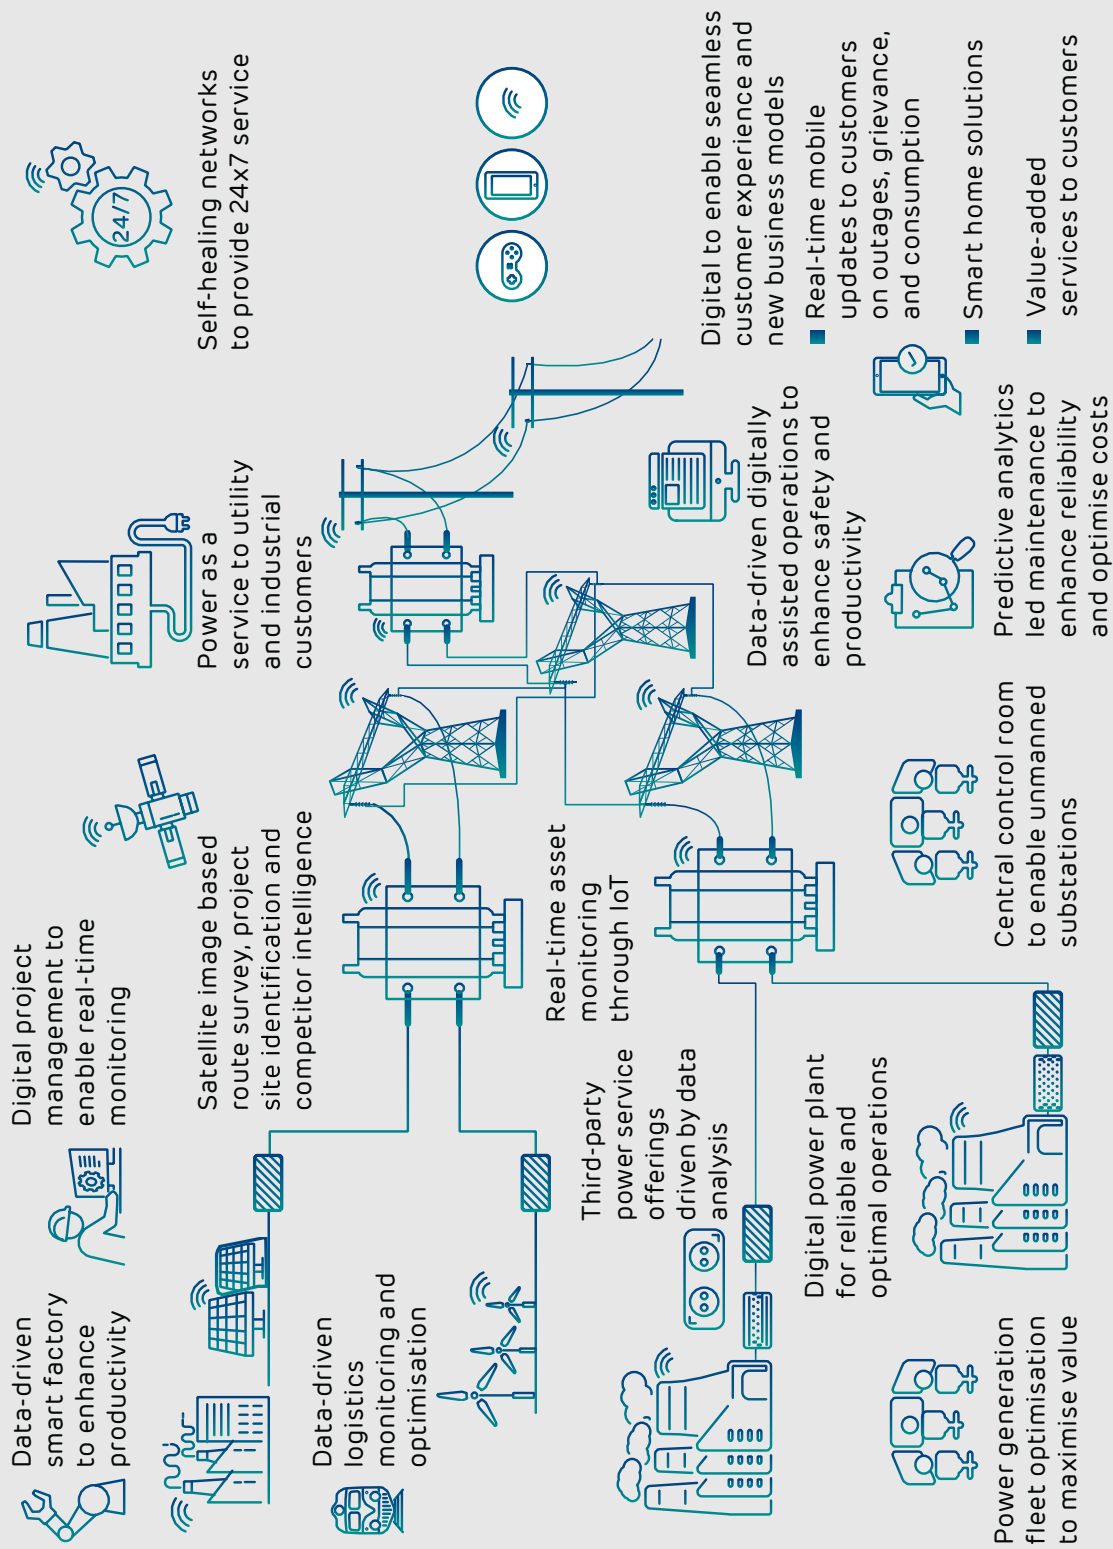 Data-driven
smart factory
to enhance
productivity
Digital project
management to
enable real-time
monitoring
Satellite image based
route survey, project
site identification and
competitor intelligence
Power as a
service to utility
and industrial
customers
24/7
Self-healing networks
to provide 24x7 service
Data-driven
logistics
monitoring and
optimisation
Real-time asset
monitoring
through IoT
Third-party
power service
offerings
driven by data
analysis
Digital power plant
for reliable and
optimal operations
Data-driven digitally
assisted operations to
enhance safety and
productivity
Digital to enable seamless
customer experience and
new business models
Real-time mobile
updates to customers
on outages, grievance,
and consumption
Smart home solutions
Value-added
services to customers
Power generation
fleet optimisation
to maximise value
Central control room
to enable unmanned
substations
Predictive analytics
led maintenance to
enhance reliability
and optimise costs